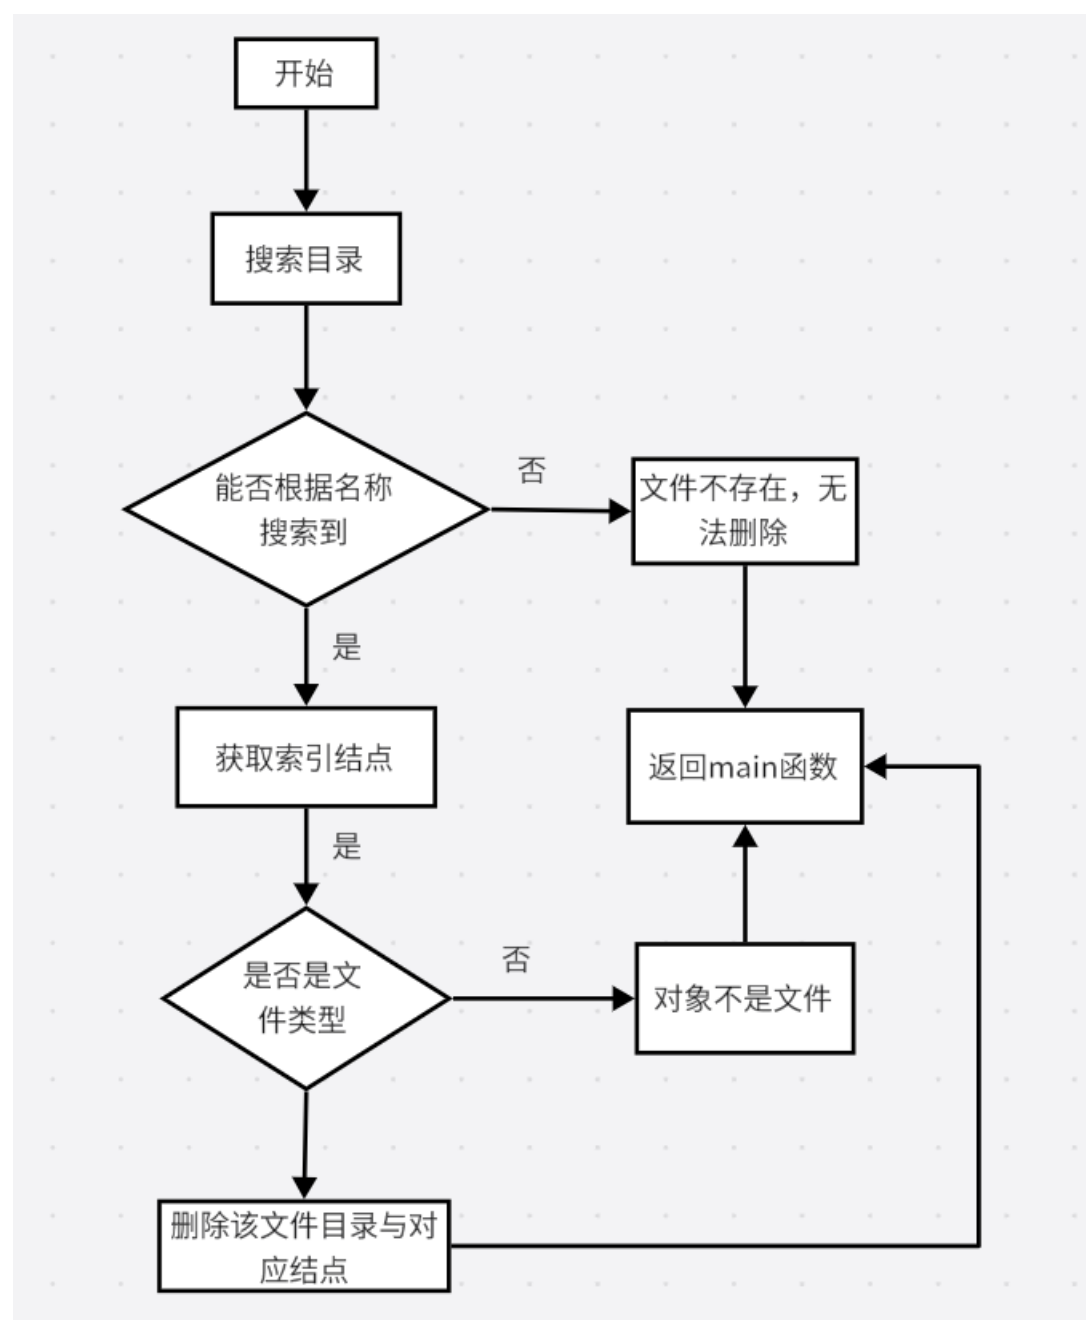 开始
搜索目录
能否根据名称
搜索到
否
文件不存在，无
法删除
是
获取索引结点
返回main函数
是
是否是文
件类型
否
对象不是文件
删除该文件目录与对
应结点